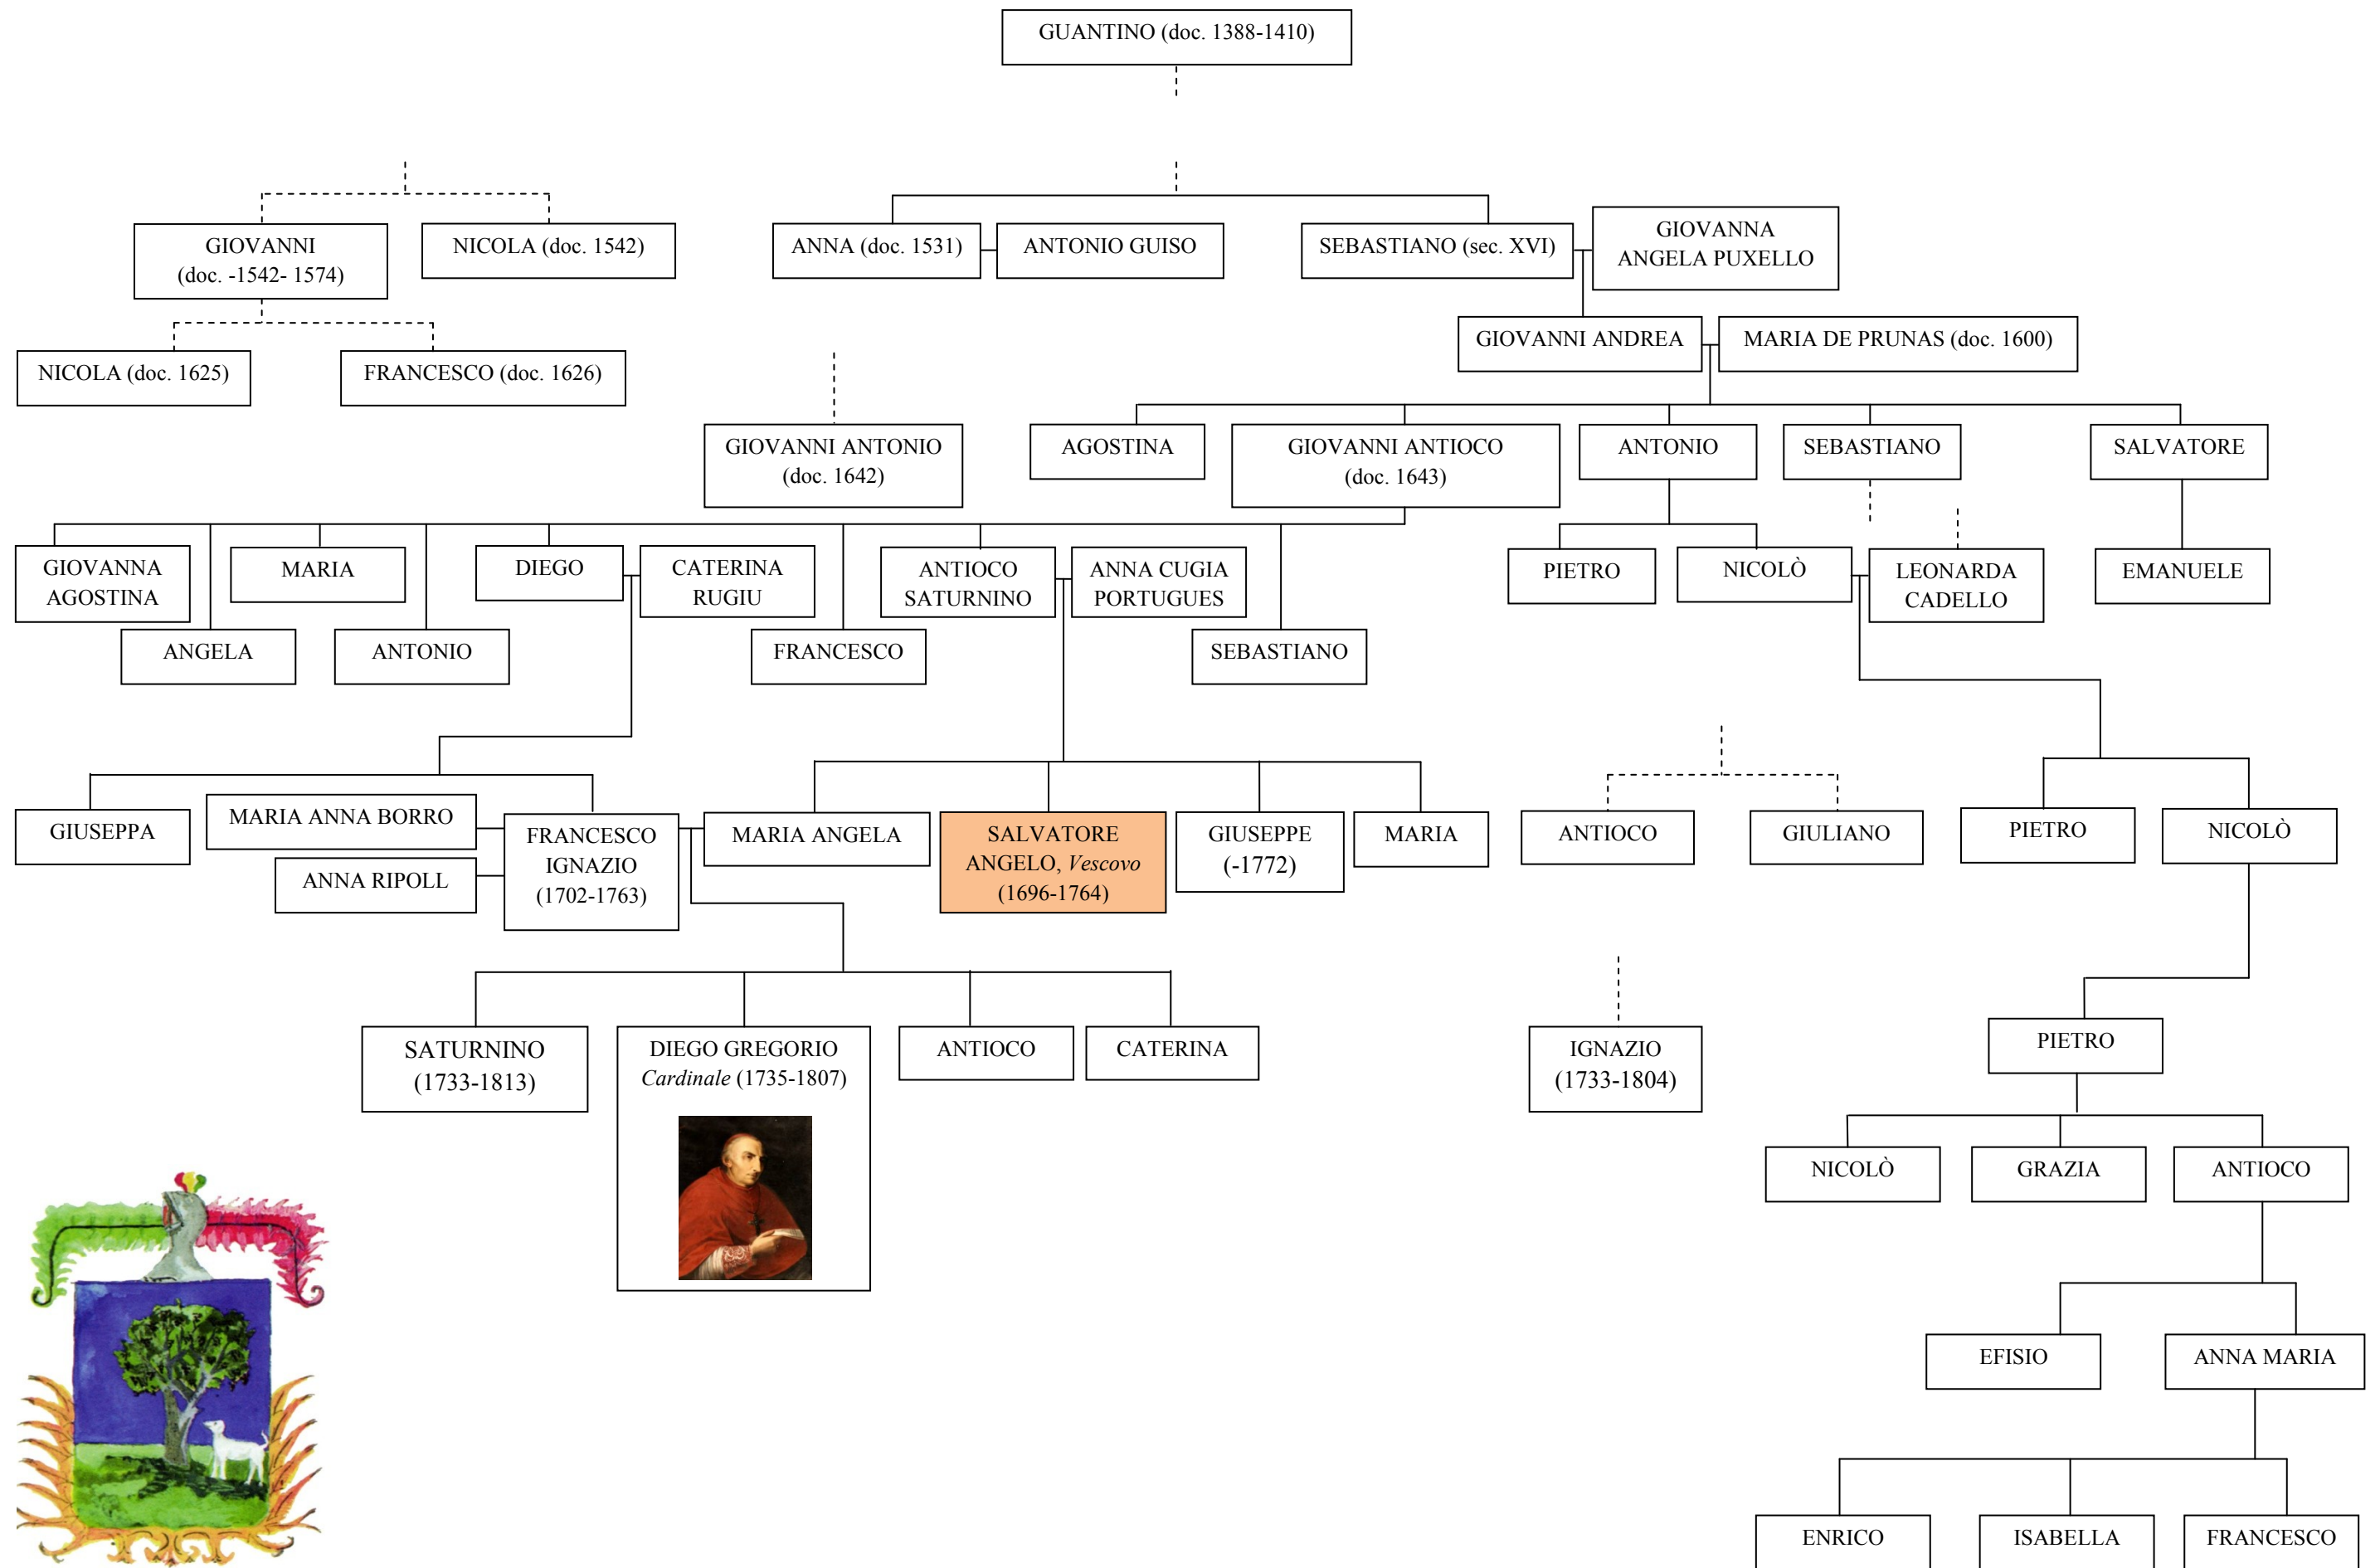 GUANTINO (doc. 1388-1410)
GIOVANNI
(doc. -1542- 1574)
NICOLA (doc. 1542)
ANNA (doc. 1531)
ANTONIO GUISO
SEBASTIANO (sec. XVI)
GIOVANNA
ANGELA PUXELLO
GIOVANNI ANDREA
MARIA DE PRUNAS (doc. 1600)
NICOLA (doc. 1625)
FRANCESCO (doc. 1626)
GIOVANNI ANTONIO
(doc. 1642)
AGOSTINA
GIOVANNI ANTIOCO
(doc. 1643)
ANTONIO
SEBASTIANO
SALVATORE
GIOVANNA
AGOSTINA
MARIA
DIEGO
CATERINA
RUGIU
ANTIOCO
SATURNINO
ANNA CUGIA
PORTUGUES
PIETRO
NICOLÒ
LEONARDA
CADELLO
EMANUELE
ANGELA
ANTONIO
FRANCESCO
SEBASTIANO
GIUSEPPA
MARIA ANNA BORRO
ANNA RIPOLL
FRANCESCO
IGNAZIO
(1702-1763)
MARIA ANGELA
SALVATORE
ANGELO, Vescovo
(1696-1764)
GIUSEPPE
(-1772)
MARIA
ANTIOCO
GIULIANO
PIETRO
NICOLÒ
SATURNINO
(1733-1813)
DIEGO GREGORIO
Cardinale (1735-1807)
ANTIOCO
CATERINA
IGNAZIO
(1733-1804)
PIETRO
NICOLÒ
GRAZIA
ANTIOCO
EFISIO
ANNA MARIA
ENRICO
ISABELLA
FRANCESCO